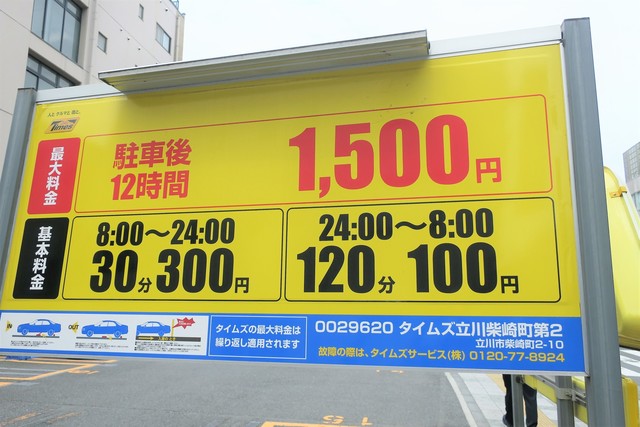 Times
最大料金
駐車後
12時間
1,500円
基本料金
8:00〜24:00
30分 300円
24:00〜8:00
120分 100円
IN
OUT
タイムズの最大料金は
繰り返し適用されます
0029620 タイムズ立川柴崎町第2
立川市柴崎町2-10
故障の際は、タイムズサービス(株) 0120-77-8924
15